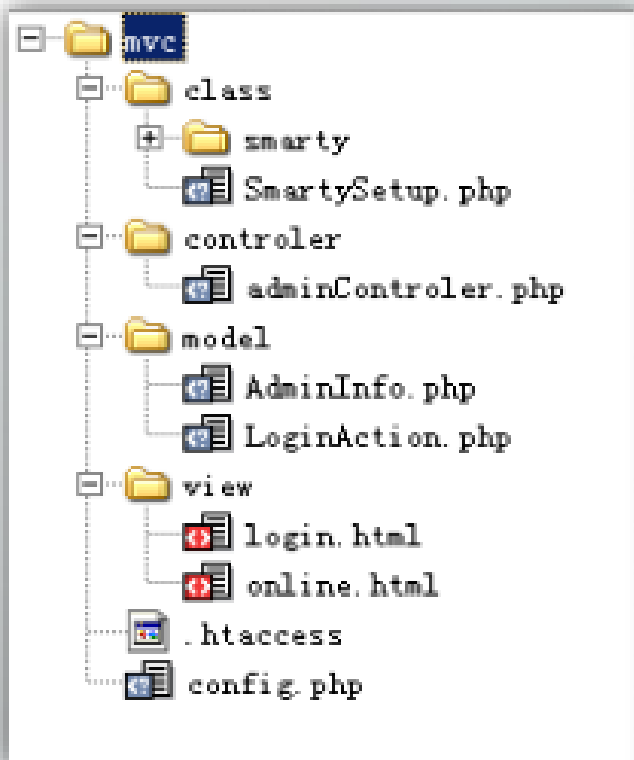 mvc
class
smarty
SmartySetup.php
controler
adminControler.php
model
AdminInfo.php
LoginAction.php
view
login.html
online.html
.htaccess
config.php